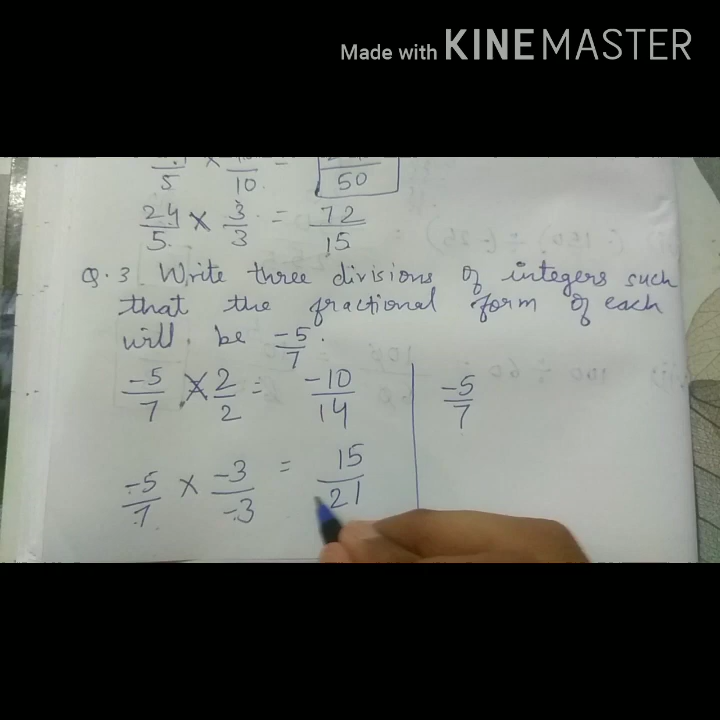 Made with KINEMASTER
5 × 10 =
50
24/5 × 3/3 = 72/15
Q.3 Write three divisions of integers such
that the fractional form of each
will be -5/7.
-5/7 × 2/2 = -10/14
-5/7
-5/7 × -3/-3 = 15/21